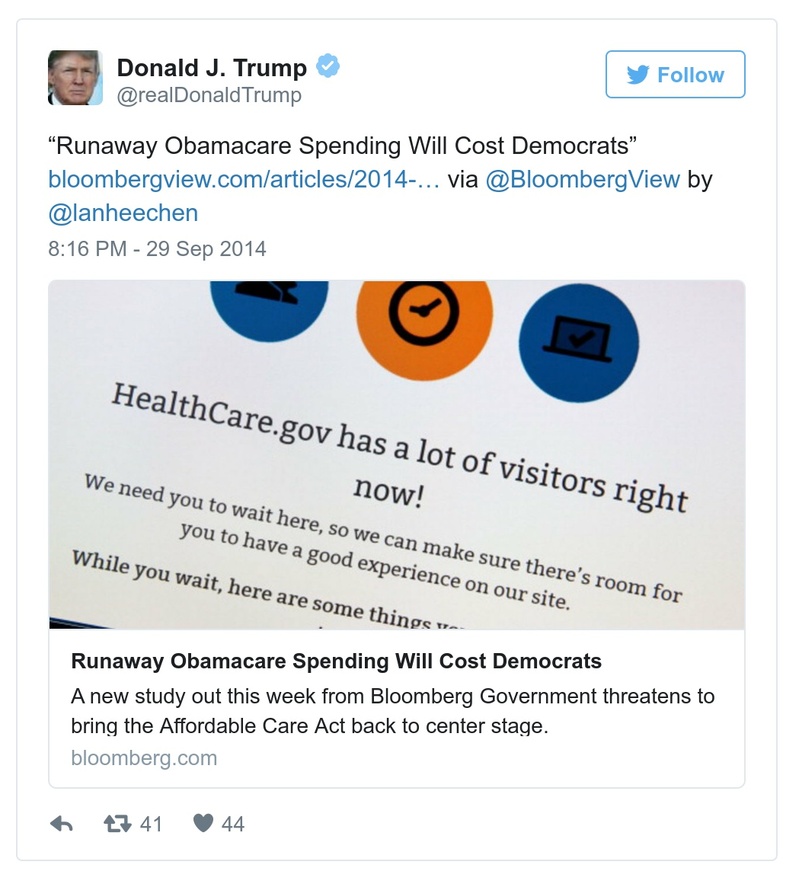 Donald J. Trump
@realDonaldTrump
Follow
“Runaway Obamacare Spending Will Cost Democrats”
bloombergview.com/articles/2014-… via @BloombergView by
@lanheechen
8:16 PM - 29 Sep 2014
HealthCare.gov has a lot of visitors right
now!
We need you to wait here, so we can make sure there's room for
you to have a good experience on our site.
While you wait, here are some things
Runaway Obamacare Spending Will Cost Democrats
A new study out this week from Bloomberg Government threatens to
bring the Affordable Care Act back to center stage.
bloomberg.com
41
44